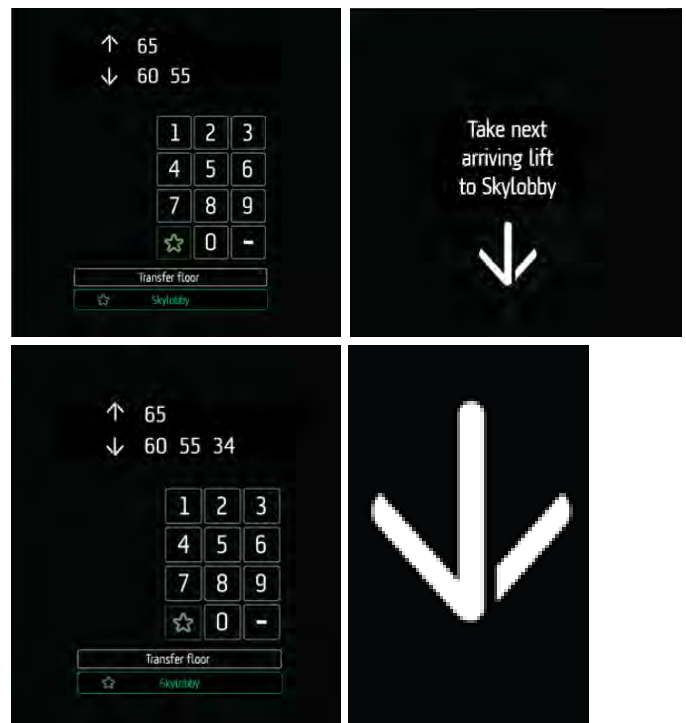 ↑ 65
↓ 60 55
1 2 3
4 5 6
7 8 9
☆ 0 -
Transfer floor
☆ Skylobby
Take next
arriving lift
to Skylobby
↑ 65
↓ 60 55 34
1 2 3
4 5 6
7 8 9
☆ 0 -
Transfer floor
☆ Skylobby